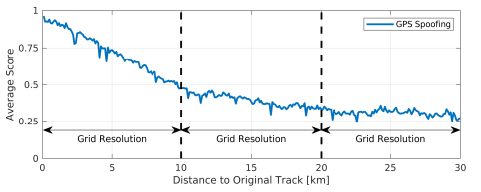 1
0.75
0.5
0.25
0
Average Score
GPS Spoofing
Grid Resolution
Grid Resolution
Grid Resolution
0 5 10 15 20 25 30
Distance to Original Track [km]